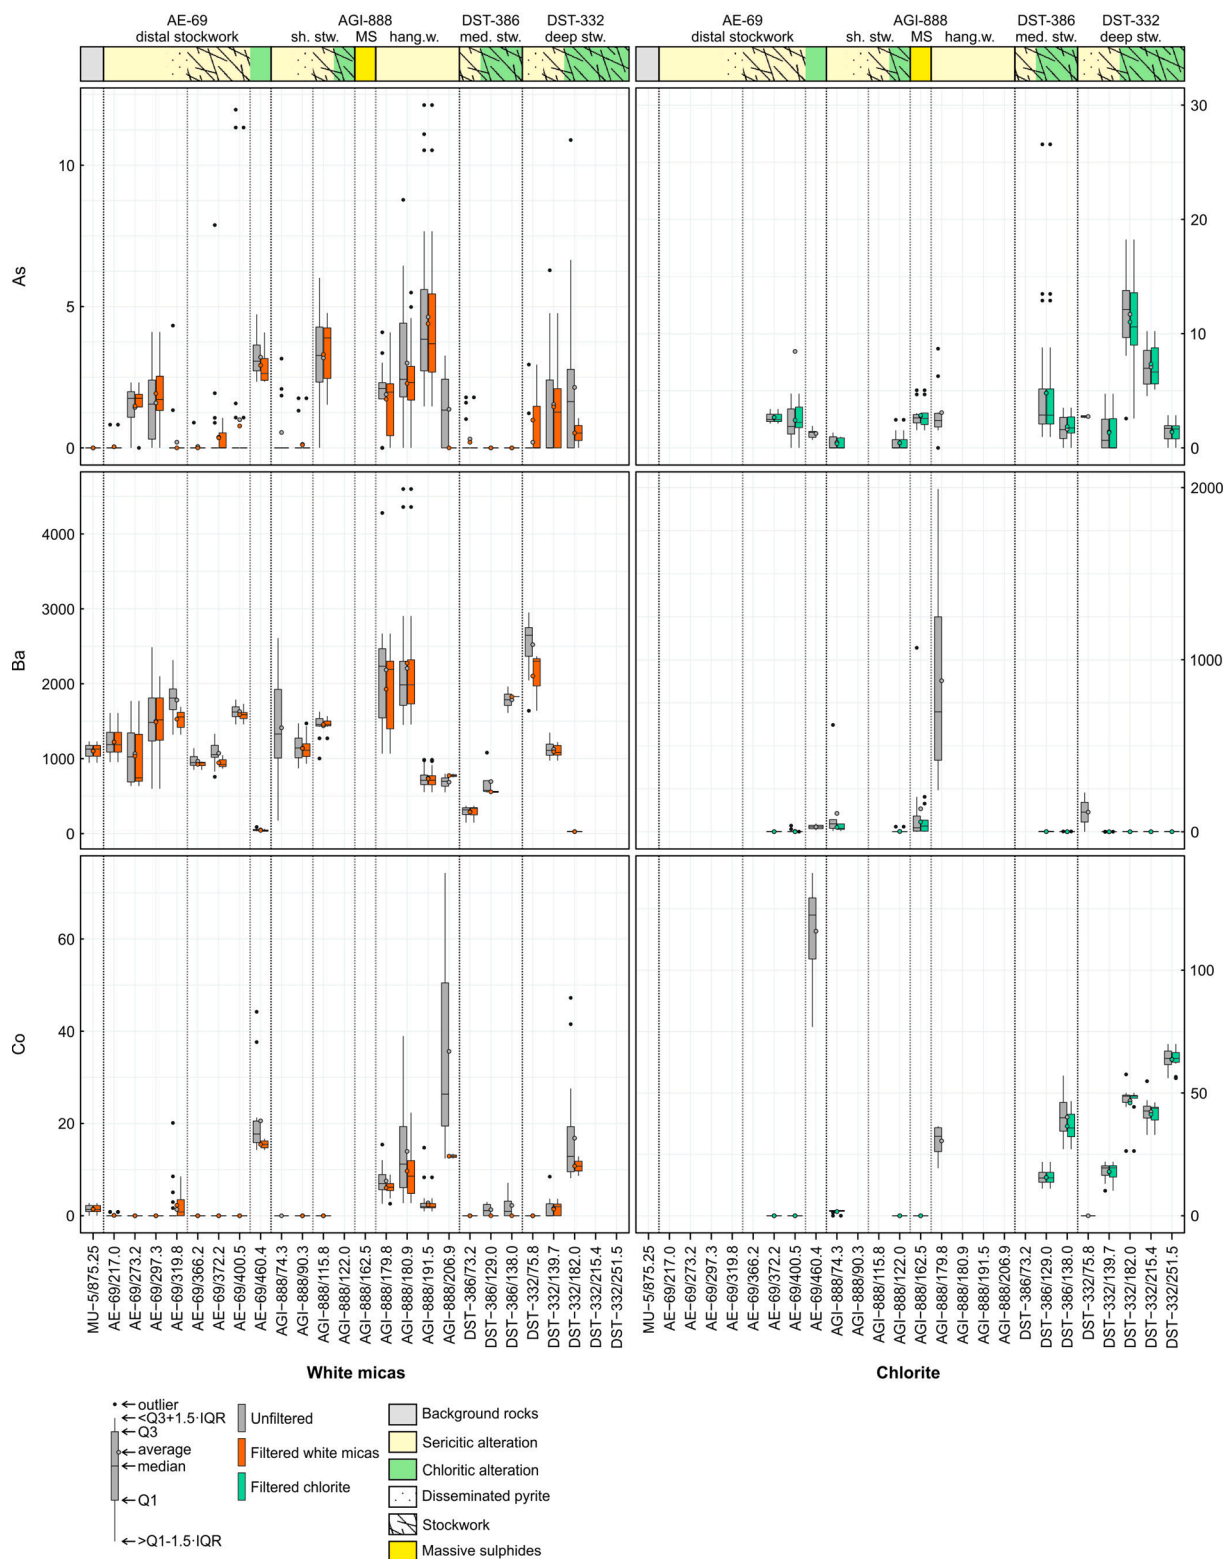 AE-69 AGI-888 DST-386 DST-332
distal stockwork sh. stw. MS hang.w. med. stw. deep stw.
AE-69 AGI-888 DST-386 DST-332
distal stockwork sh. stw. MS hang.w. med. stw. deep stw.
As
10
5
0
30
20
10
0
Ba
4000
3000
2000
1000
0
2000
1000
0
Co
60
40
20
0
100
50
0
MU-5/875.25
AE-69/217.0
AE-69/273.2
AE-69/297.3
AE-69/319.8
AE-69/366.2
AE-69/372.2
AE-69/400.5
AE-69/460.4
AGI-888/74.3
AGI-888/90.3
AGI-888/115.8
AGI-888/122.0
AGI-888/162.5
AGI-888/179.8
AGI-888/180.9
AGI-888/191.5
AGI-888/206.9
DST-386/73.2
DST-386/129.0
DST-386/138.0
DST-332/75.8
DST-332/139.7
DST-332/182.0
DST-332/215.4
DST-332/251.5
MU-5/875.25
AE-69/217.0
AE-69/273.2
AE-69/297.3
AE-69/319.8
AE-69/366.2
AE-69/372.2
AE-69/400.5
AE-69/460.4
AGI-888/74.3
AGI-888/90.3
AGI-888/115.8
AGI-888/122.0
AGI-888/162.5
AGI-888/179.8
AGI-888/180.9
AGI-888/191.5
AGI-888/206.9
DST-386/73.2
DST-386/129.0
DST-386/138.0
DST-332/75.8
DST-332/139.7
DST-332/182.0
DST-332/215.4
DST-332/251.5
White micas
Chlorite
outlier
<Q3+1.5·IQR
Q3
average
median
Q1
>Q1-1.5·IQR
Unfiltered
Filtered white micas
Filtered chlorite
Background rocks
Sericitic alteration
Chloritic alteration
Disseminated pyrite
Stockwork
Massive sulphides